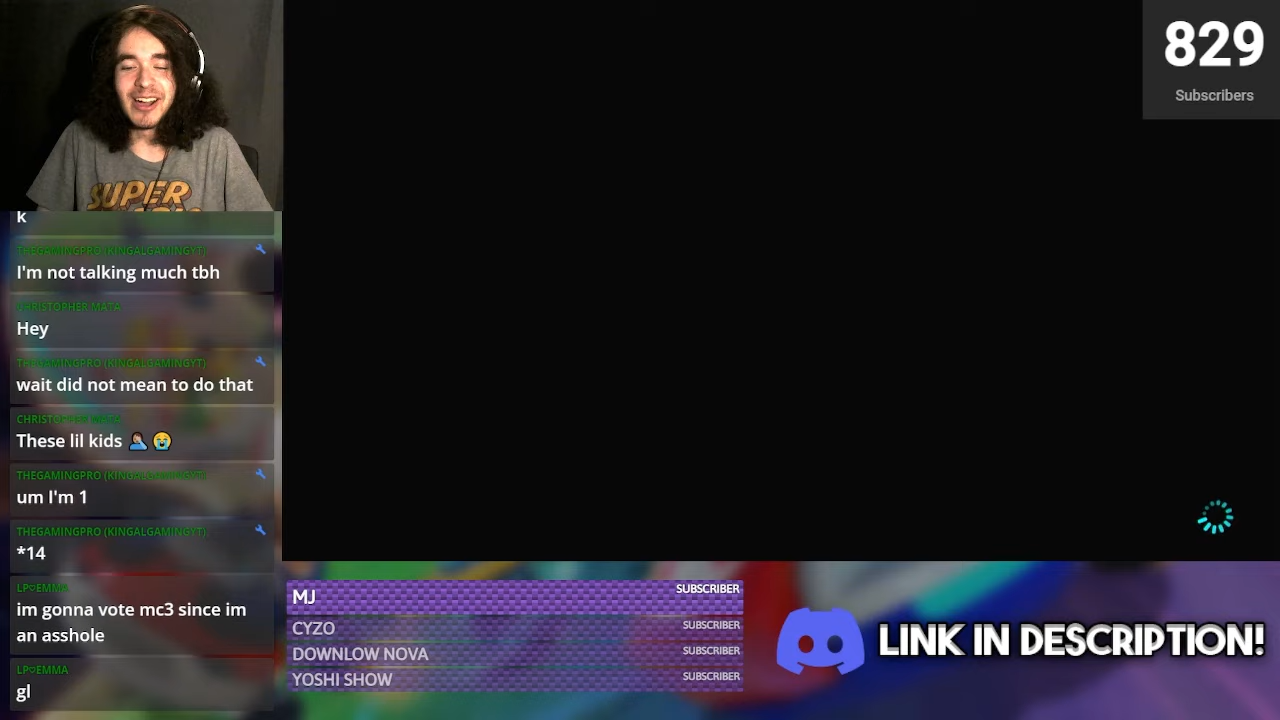 829
Subscribers
SUPER
k
THEGAMINGPRO (KINGALGAMINGYT)
I'm not talking much tbh
CHRISTOPHER MATA
Hey
THEGAMINGPRO (KINGALGAMINGYT)
wait did not mean to do that
CHRISTOPHER MATA
These lil kids 🤦🏽‍♂️ 😭
THEGAMINGPRO (KINGALGAMINGYT)
um I'm 1
THEGAMINGPRO (KINGALGAMINGYT)
*14
LP♡EMMA
im gonna vote mc3 since im
an asshole
LP♡EMMA
gl
MJ SUBSCRIBER
CYZO SUBSCRIBER
DOWNLOW NOVA SUBSCRIBER
YOSHI SHOW SUBSCRIBER
LINK IN DESCRIPTION!